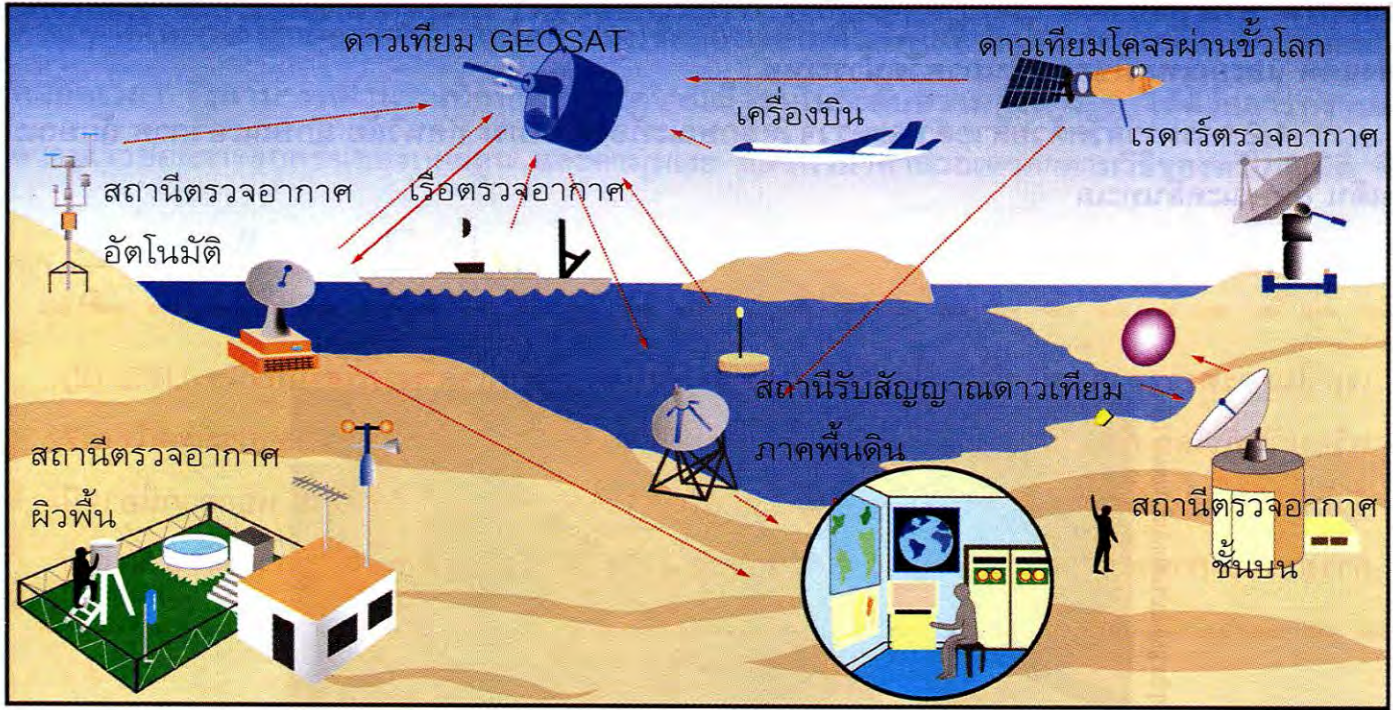 ดาวเทียม GEOSAT
ดาวเทียมโคจรผ่านขั้วโลก
เครื่องบิน
เรดาร์ตรวจอากาศ
สถานีตรวจอากาศ
อัตโนมัติ
เรือตรวจอากาศ
สถานีรับสัญญาณดาวเทียม
ภาคพื้นดิน
สถานีตรวจอากาศ
ผิวพื้น
สถานีตรวจอากาศ
ชั้นบน